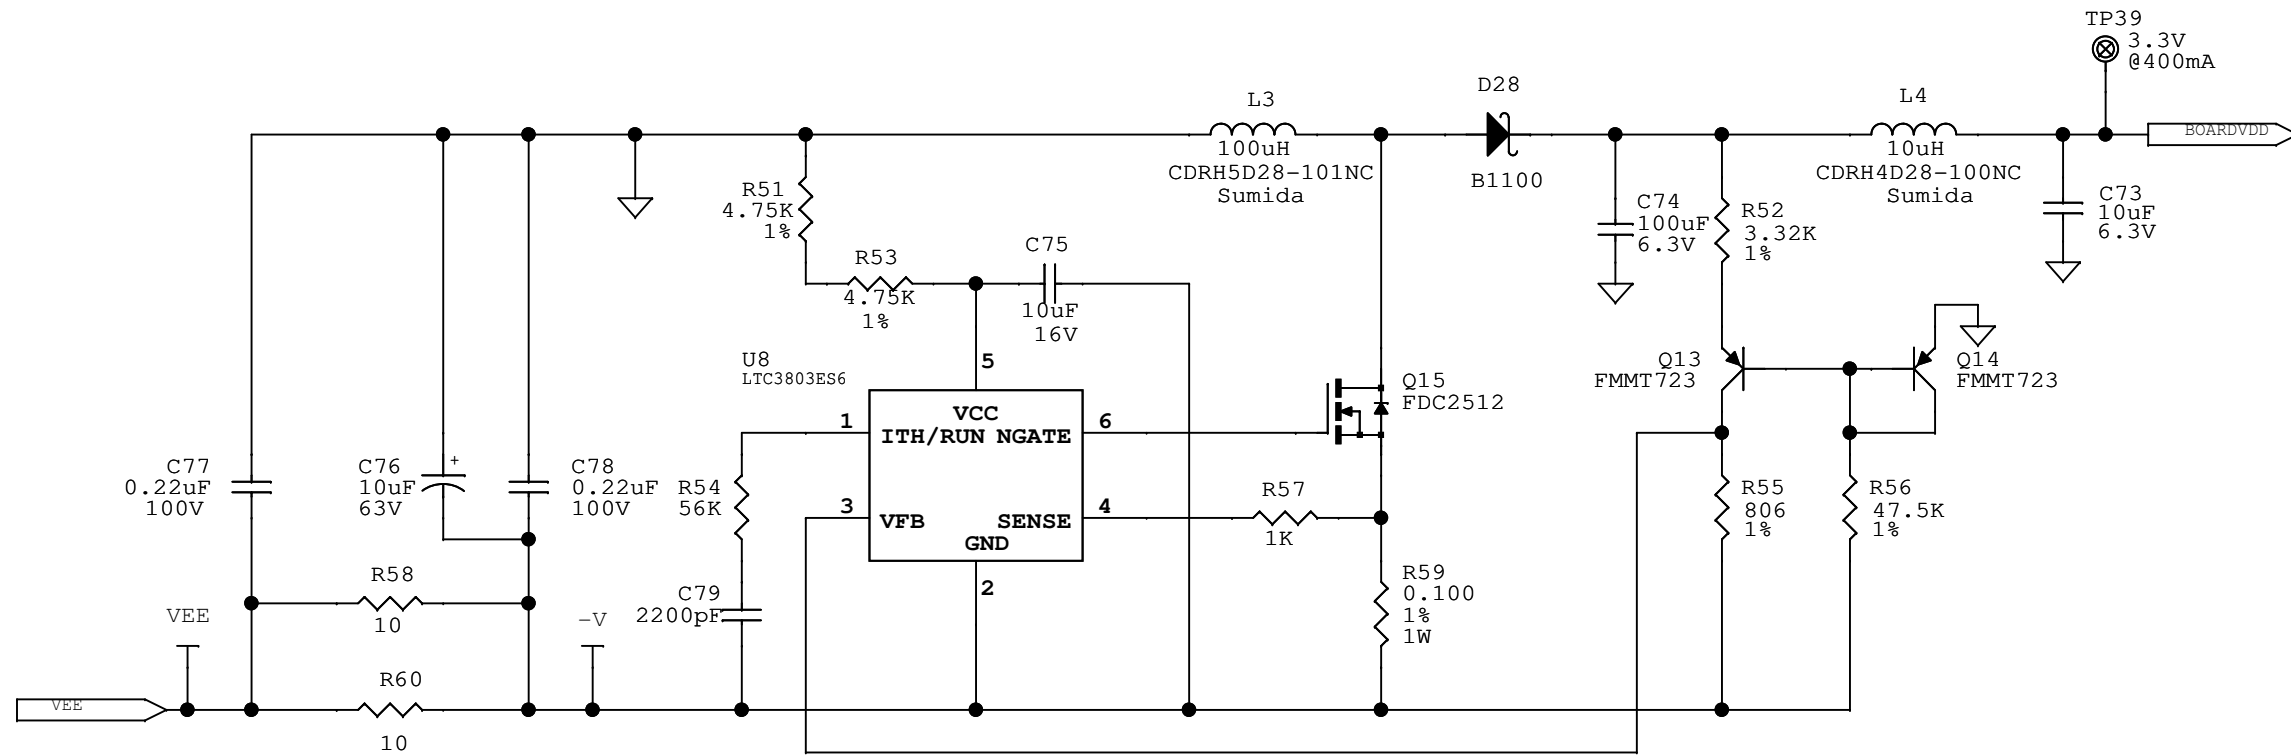 TP39
3.3V
@400mA
D28
L3
L4
BOARDVDD
100uH
CDRH5D28-101NC
Sumida
B1100
10uH
CDRH4D28-100NC
Sumida
R51
4.75K
1%
C74
100uF
6.3V
R52
3.32K
1%
C73
10uF
6.3V
R53
4.75K
1%
C75
10uF
16V
U8
LTC3803ES6
5
Q13
FMMT723
Q14
FMMT723
Q15
FDC2512
VCC
1
ITH/RUN NGATE
6
C77
0.22uF
100V
C76
10uF
63V
+
C78
0.22uF
100V
R54
56K
3
VFB
SENSE
4
GND
2
R57
1K
R55
806
1%
R56
47.5K
1%
R58
10
C79
2200pF
R59
0.100
1%
1W
VEE
-V
VEE
R60
10